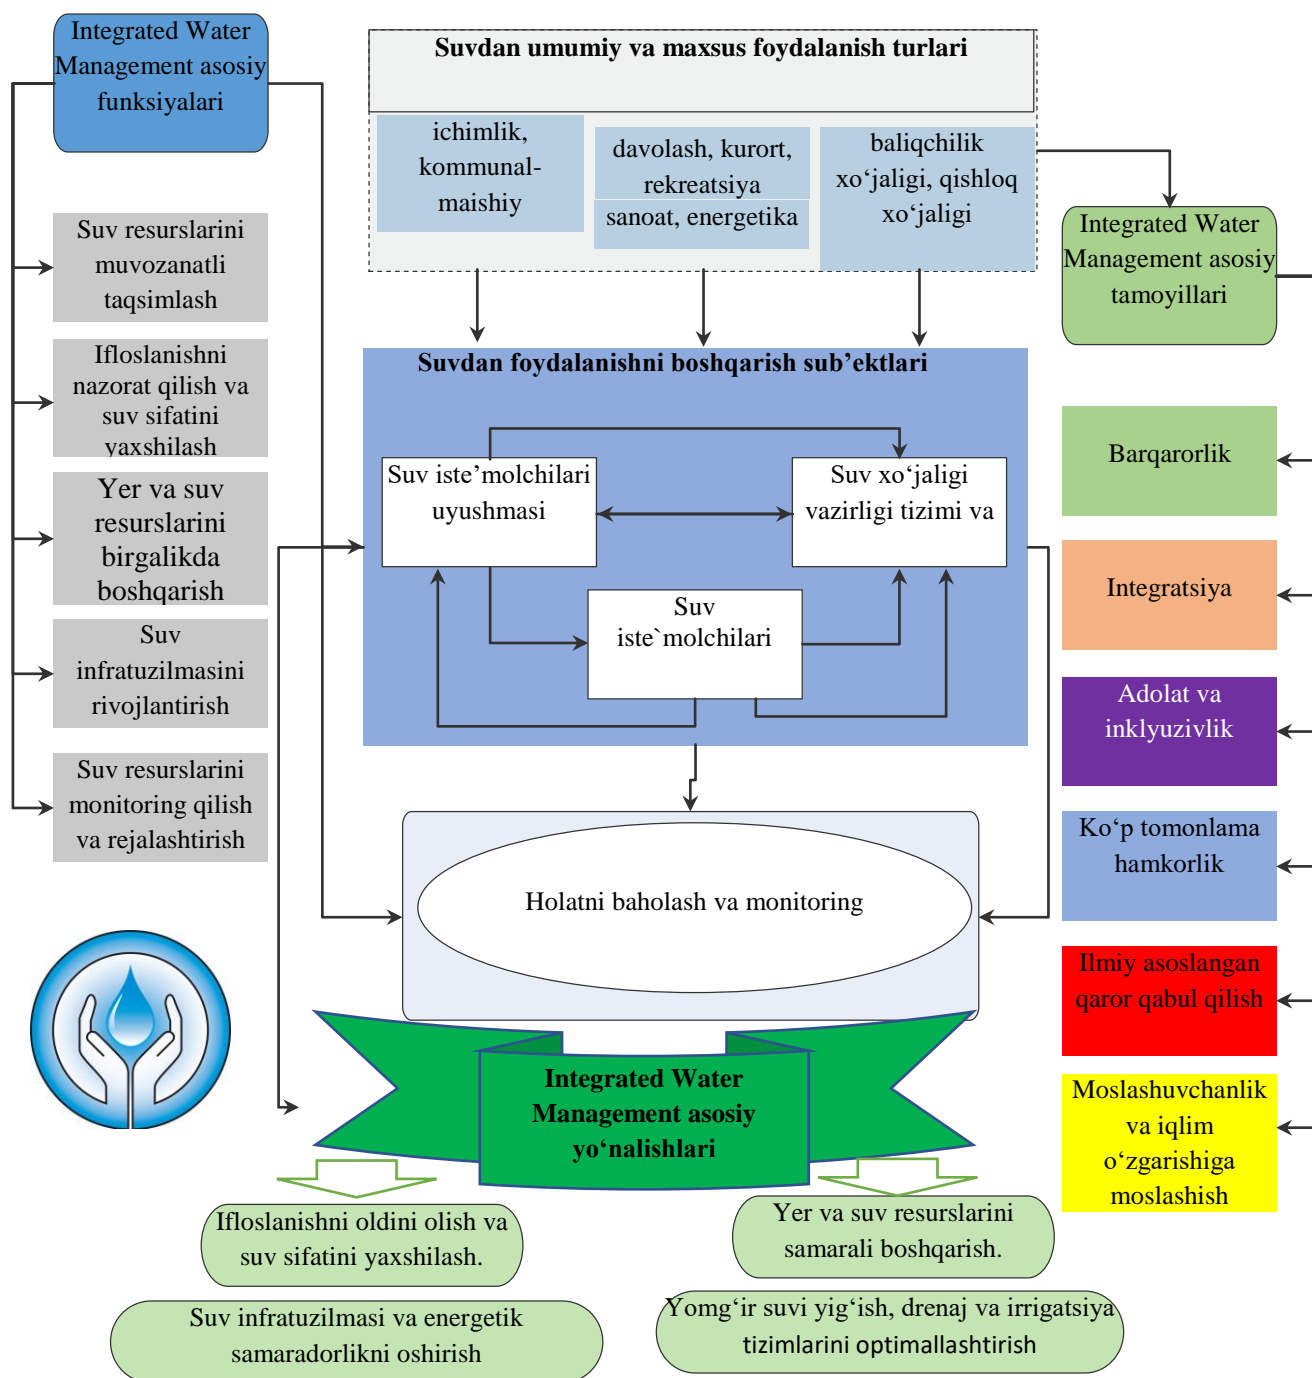 Integrated Water
Management asosiy
funksiyalari
Suv resurslarini
muvozanatli
taqsimlash
Ifloslanishni
nazorat qilish va
suv sifatini
yaxshilash
Yer va suv
resurslarini
birgalikda
boshqarish
Suv
infratuzilmasini
rivojlantirish
Suv resurslarini
monitoring qilish
va rejalashtirish
Suvdan umumiy va maxsus foydalanish turlari
ichimlik,
kommunal-
maishiy
davolash, kurort,
rekreatsiya
sanoat, energetika
baliqchilik
xo‘jaligi, qishloq
xo‘jaligi
Suvdan foydalanishni boshqarish sub’ektlari
Suv iste’molchilari
uyushmasi
Suv xo‘jaligi
vazirligi tizimi va
Suv
iste`molchilari
Holatni baholash va monitoring
Integrated Water
Management asosiy
tamoyillari
Barqarorlik
Integratsiya
Adolat va
inklyuzivlik
Ko‘p tomonlama
hamkorlik
Ilmiy asoslangan
qaror qabul qilish
Moslashuvchanlik
va iqlim
o‘zgarishiga
moslashish
Integrated Water
Management asosiy
yo‘nalishlari
Ifloslanishni oldini olish va
suv sifatini yaxshilash.
Yer va suv resurslarini
samarali boshqarish.
Suv infratuzilmasi va energetik
samaradorlikni oshirish
Yomg‘ir suvi yig‘ish, drenaj va irrigatsiya
tizimlarini optimallashtirish